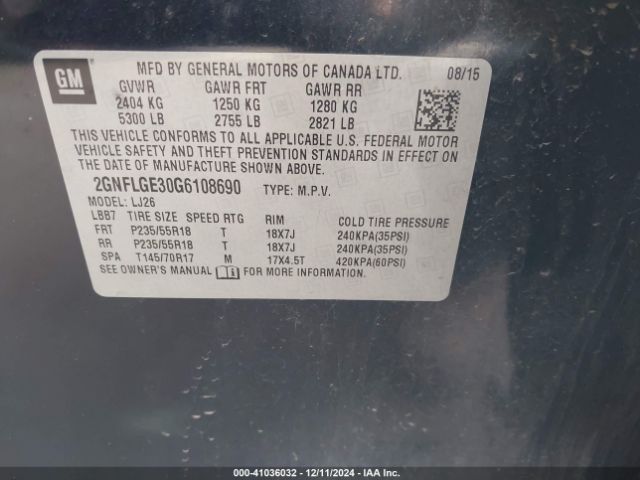 GM
MFD BY GENERAL MOTORS OF CANADA LTD. 08/15
GVWR GAWR FRT GAWR RR
2404 KG 1250 KG 1280 KG
5300 LB 2755 LB 2821 LB
THIS VEHICLE CONFORMS TO ALL APPLICABLE U.S. FEDERAL MOTOR
VEHICLE SAFETY AND THEFT PREVENTION STANDARDS IN EFFECT ON
THE DATE OF MANUFACTURE SHOWN ABOVE.
2GNFLGE30G6108690 TYPE: M.P.V.
MODEL: LJ26
LBB7 TIRE SIZE SPEED RTG RIM COLD TIRE PRESSURE
FRT P235/55R18 T 18X7J 240KPA(35PSI)
RR P235/55R18 T 18X7J 240KPA(35PSI)
SPA T145/70R17 M 17X4.5T 420KPA(60PSI)
SEE OWNER'S MANUAL FOR MORE INFORMATION.
000-41036032 - 12/11/2024 - IAA Inc.